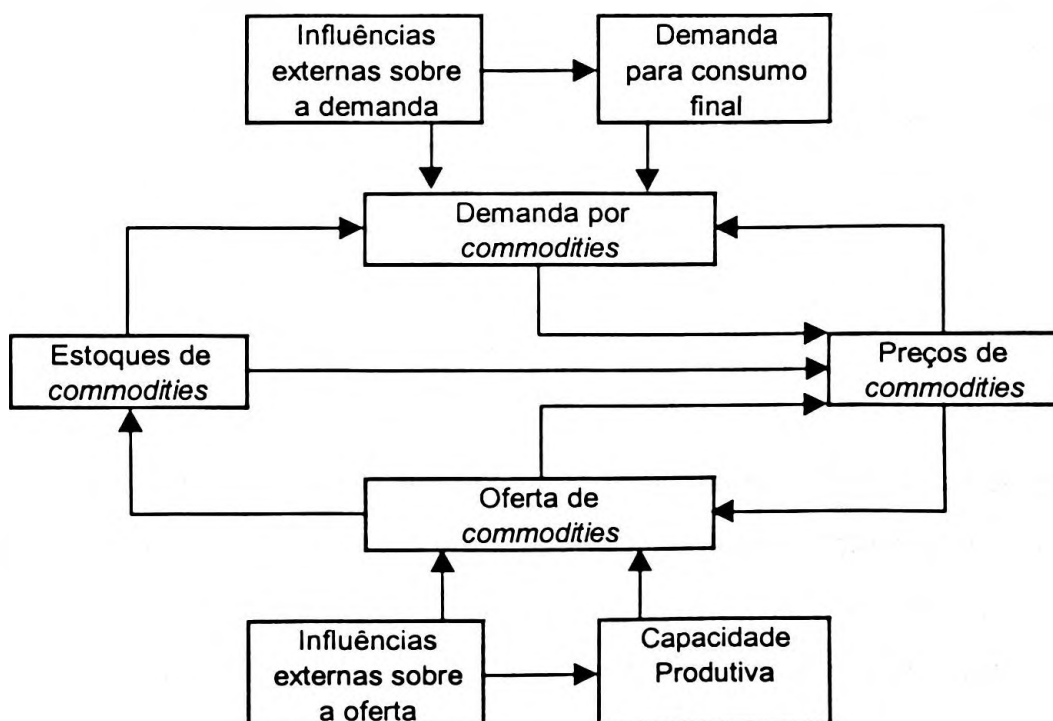 Influências
externas sobre
a demanda
Demanda
para consumo
final
Demanda por
commodities
Estoques de
commodities
Preços de
commodities
Oferta de
commodities
Influências
externas sobre
a oferta
Capacidade
Produtiva